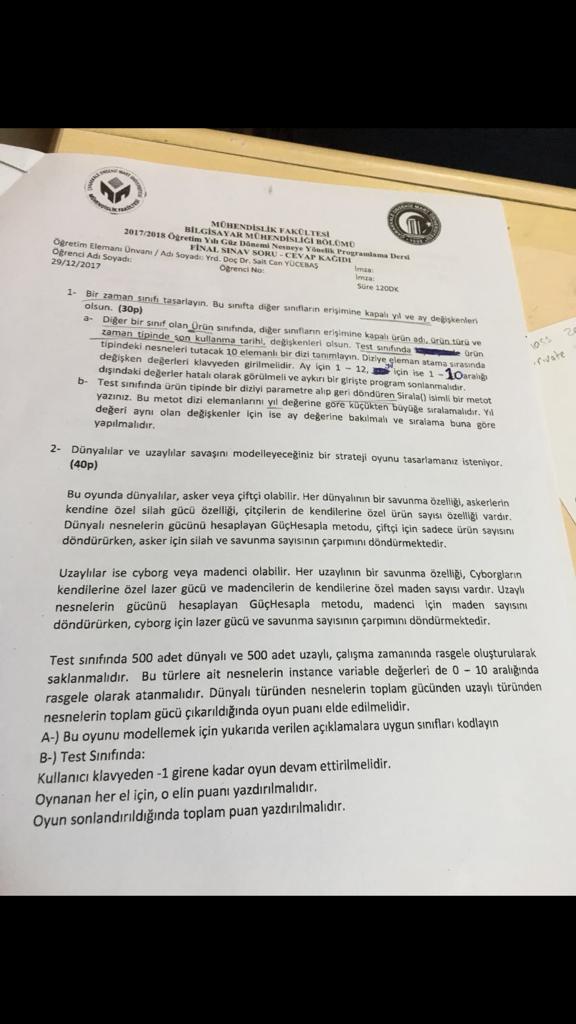 MÜHENDİSLİK FAKÜLTESİ
BİLGİSAYAR MÜHENDİSLİĞİ BÖLÜMÜ
2017/2018 Öğretim Yılı Güz Dönemi Nesneye Yönelik Programlama Dersi
FİNAL SINAV SORU - CEVAP KAGIDI
Öğretim Elemanı Ünvanı / Adı Soyadı: Yrd. Doç Dr. Sait Can YÜCEBAŞ
İmza:
Öğrenci Adı Soyadı:
Öğrenci No:
İmza:
29/12/2017
Süre 120DK
1- Bir zaman sınıfı tasarlayın. Bu sınıfta diğer sınıfların erişimine kapalı yıl ve ay değişkenleri
olsun. (30p)
a- Diğer bir sınıf olan Ürün sınıfında, diğer sınıfların erişimine kapalı ürün adı, ürün türü ve
zaman tipinde son kullanma tarihi, değişkenleri olsun. Test sınıfında ürün
tipindeki nesneleri tutacak 10 elemanlı bir dizi tanımlayın. Diziye eleman atama sırasında
değişken değerleri klavyeden girilmelidir. Ay için 1 – 12, için ise 1 – 10 aralığı
dışındaki değerler hatalı olarak görülmeli ve aykırı bir girişte program sonlanmalıdır.
b- Test sınıfında ürün tipinde bir diziyi parametre alıp geri döndüren Sirala() isimli bir metot
yazınız. Bu metot dizi elemanlarını yıl değerine göre küçükten büyüğe sıralamalıdır. Yıl
değeri aynı olan değişkenler için ise ay değerine bakılmalı ve sıralama buna göre
yapılmalıdır.
2- Dünyalılar ve uzaylılar savaşını modelleyeceğiniz bir strateji oyunu tasarlamanız isteniyor.
(40p)
Bu oyunda dünyalılar, asker veya çiftçi olabilir. Her dünyalının bir savunma özelliği, askerlerin
kendine özel silah gücü özelliği, çitçilerin de kendilerine özel ürün sayısı özelliği vardır.
Dünyalı nesnelerin gücünü hesaplayan GüçHesapla metodu, çiftçi için sadece ürün sayısını
döndürürken, asker için silah ve savunma sayısının çarpımını döndürmektedir.
Uzaylılar ise cyborg veya madenci olabilir. Her uzaylının bir savunma özelliği, Cyborgların
kendilerine özel lazer gücü ve madencilerin de kendilerine özel maden sayısı vardır. Uzaylı
nesnelerin gücünü hesaplayan GüçHesapla metodu, madenci için maden sayısını
döndürürken, cyborg için lazer gücü ve savunma sayısının çarpımını döndürmektedir.
Test sınıfında 500 adet dünyalı ve 500 adet uzaylı, çalışma zamanında rasgele oluşturularak
saklanmalıdır. Bu türlere ait nesnelerin instance variable değerleri de 0 – 10 aralığında
rasgele olarak atanmalıdır. Dünyalı türünden nesnelerin toplam gücünden uzaylı türünden
nesnelerin toplam gücü çıkarıldığında oyun puanı elde edilmelidir.
A-) Bu oyunu modellemek için yukarıda verilen açıklamalara uygun sınıfları kodlayın
B-) Test Sınıfında:
Kullanıcı klavyeden -1 girene kadar oyun devam ettirilmelidir.
Oynanan her el için, o elin puanı yazdırılmalıdır.
Oyun sonlandırıldığında toplam puan yazdırılmalıdır.